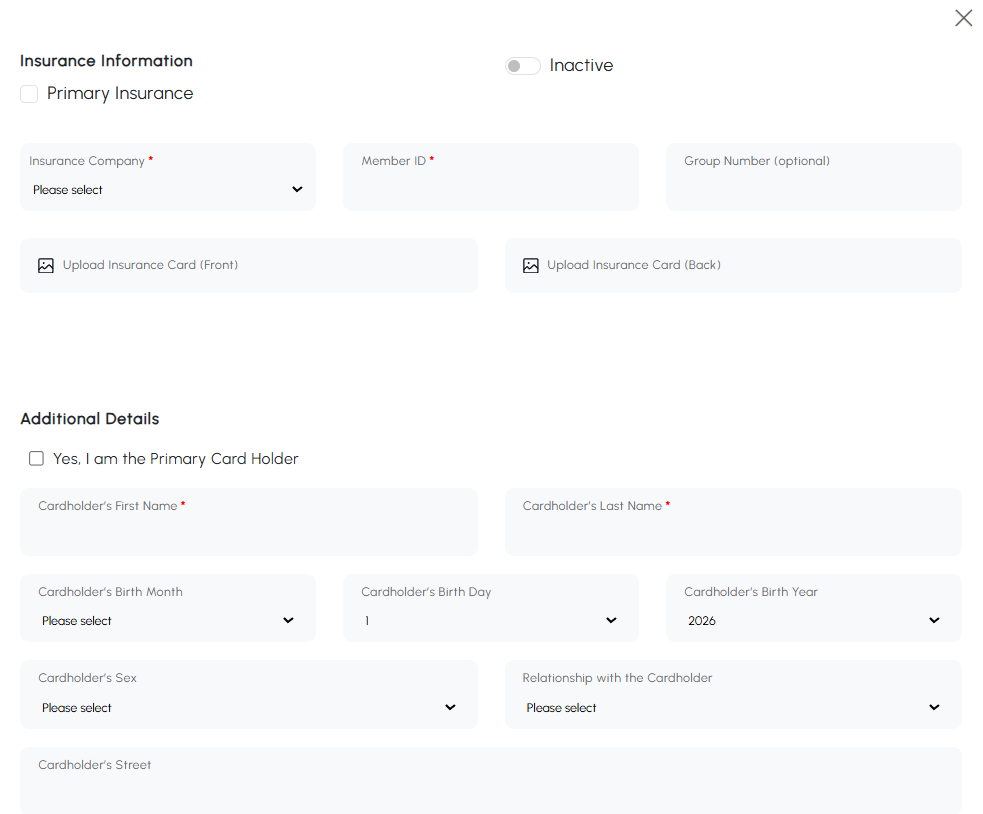 Insurance Information
Inactive
Primary Insurance
Insurance Company *
Please select
Member ID *
Group Number (optional)
Upload Insurance Card (Front)
Upload Insurance Card (Back)
Additional Details
Yes, I am the Primary Card Holder
Cardholder's First Name *
Cardholder's Last Name *
Cardholder's Birth Month
Please select
Cardholder's Birth Day
1
Cardholder's Birth Year
2026
Cardholder's Sex
Please select
Relationship with the Cardholder
Please select
Cardholder's Street